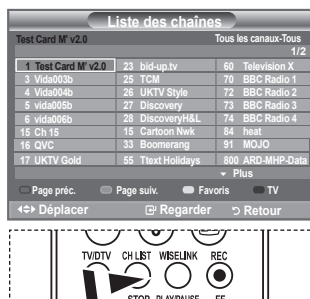 Liste des chaînes
Test Card M' v2.0 Tous les canaux-Tous
1/2
1 Test Card M' v2.0 23 bid-up.tv 60 Television X
3 Vida003b 25 TCM 70 BBC Radio 1
4 Vida004b 26 UKTV Style 72 BBC Radio 2
5 vida005b 27 Discovery 73 BBC Radio 3
6 vida006b 28 DiscoveryH&L 74 BBC Radio 4
15 Ch 15 15 Cartoon Nwk 84 heat
16 QVC 33 Boomerang 91 MOJO
17 UKTV Gold 55 Ttext Holidays 800 ARD-MHP-Data
Plus
Page préc. Page suiv. Favoris TV
Déplacer Regarder Retour
TV/DTV CH LIST WISELINK REC
STOP PLAY/PAUSE FF